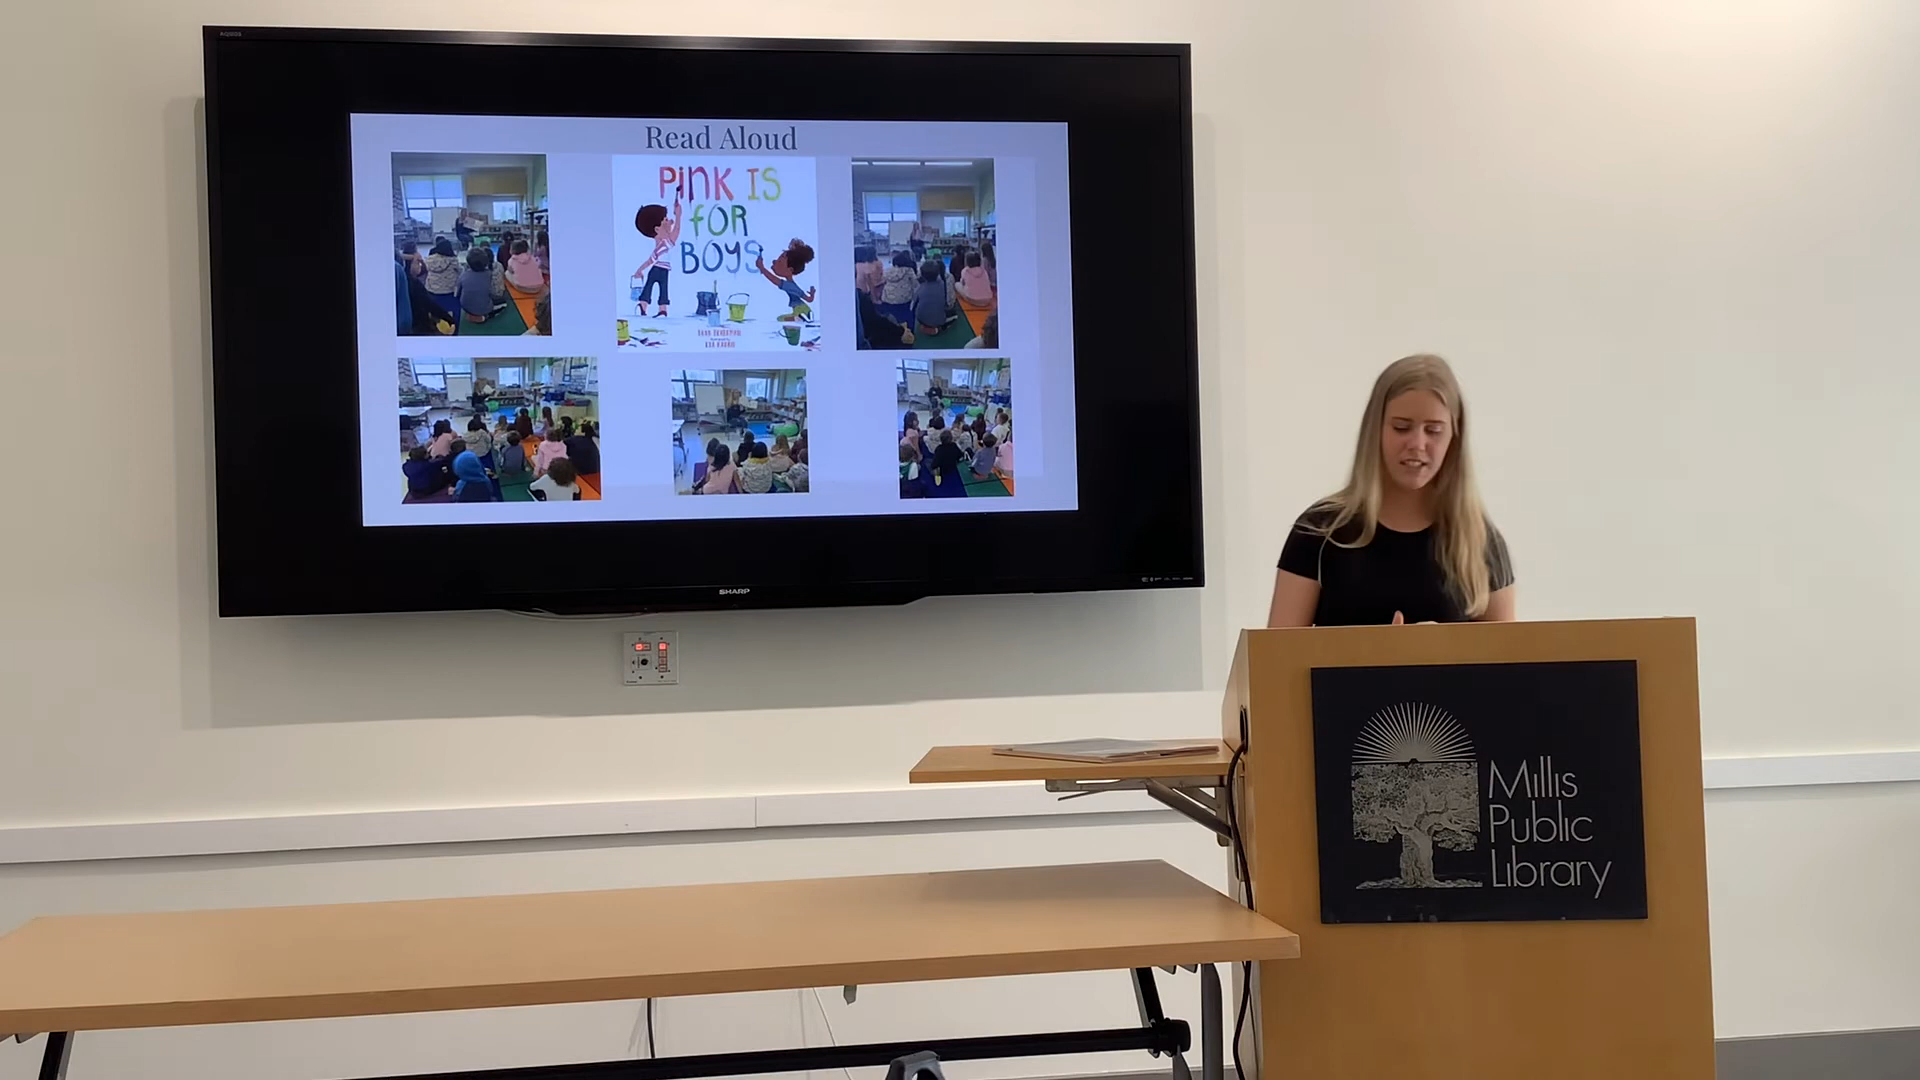 Read Aloud
PiNK IS
fOR
BOYS
SHARP
Millis
Public
Library